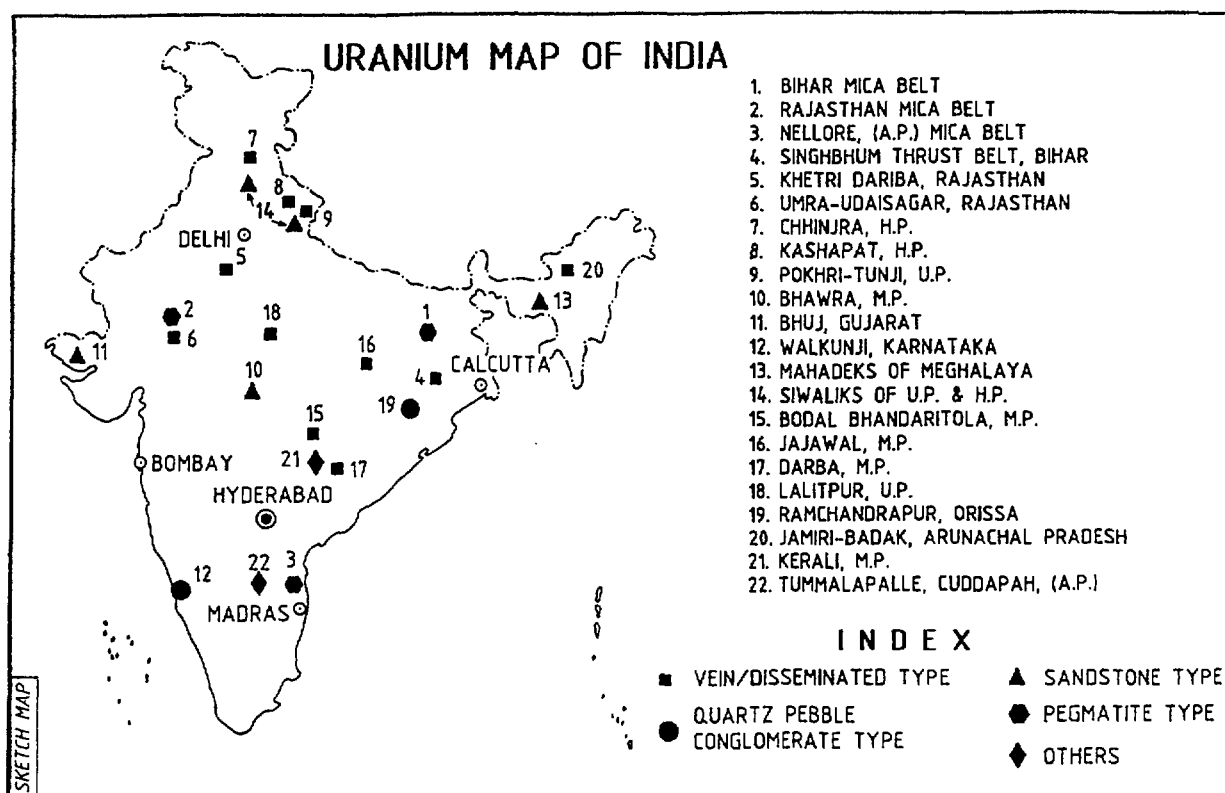 URANIUM MAP OF INDIA
1. BIHAR MICA BELT
2. RAJASTHAN MICA BELT
3. NELLORE, (A.P.) MICA BELT
4. SINGHBHUM THRUST BELT, BIHAR
5. KHETRI DARIBA, RAJASTHAN
6. UMRA-UDAISAGAR, RAJASTHAN
7. CHHINJRA, H.P.
8. KASHAPAT, H.P.
9. POKHRI-TUNJI, U.P.
10. BHAWRA, M.P.
11. BHUJ, GUJARAT
12. WALKUNJI, KARNATAKA
13. MAHADEKS OF MEGHALAYA
14. SIWALIKS OF U.P. & H.P.
15. BODAL BHANDARITOLA, M.P.
16. JAJAWAL, M.P.
17. DARBA, M.P.
18. LALITPUR, U.P.
19. RAMCHANDRAPUR, ORISSA
20. JAMIRI-BADAK, ARUNACHAL PRADESH
21. KERALI, M.P.
22. TUMMALAPALLE, CUDDAPAH, (A.P.)
7
8
14
9
DELHI
5
20
13
2
6
18
1
11
16
CALCUTTA
10
4
19
15
BOMBAY
21
17
HYDERABAD
12
22
3
MADRAS
INDEX
VEIN/DISSEMINATED TYPE
SANDSTONE TYPE
QUARTZ PEBBLE
CONGLOMERATE TYPE
PEGMATITE TYPE
OTHERS
SKETCH MAP